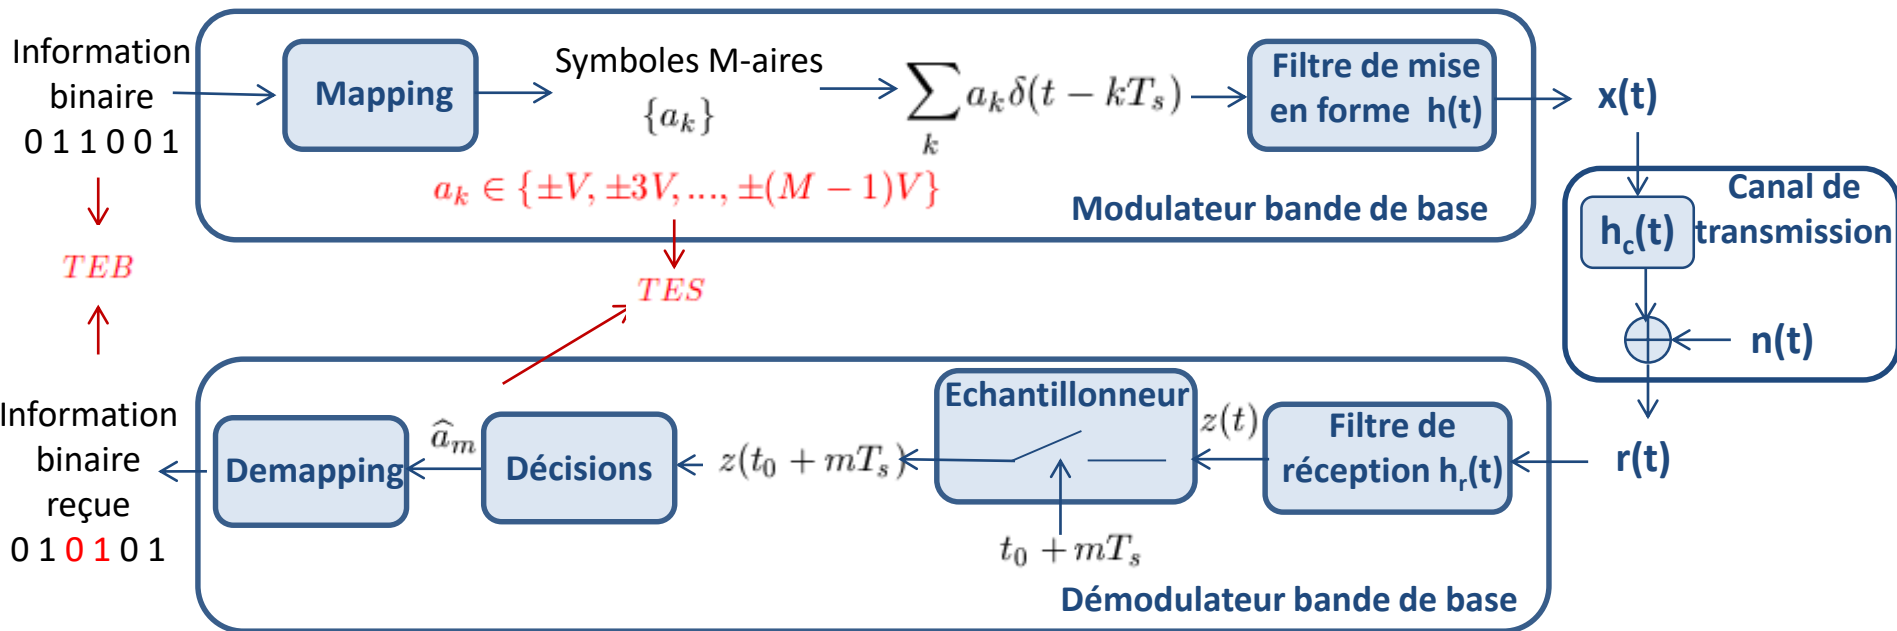 Information
binaire
0 1 1 0 0 1
Mapping
Symboles M-aires
{a_k}
a_k ∈ {±V, ±3V, ..., ±(M − 1)V}
∑_k a_k δ(t − kT_s)
Filtre de mise
en forme h(t)
x(t)
Modulateur bande de base
Canal de
transmission
h_c(t)
n(t)
r(t)
TEB
TES
Filtre de
réception h_r(t)
z(t)
Echantillonneur
t_0 + mT_s
z(t_0 + mT_s)
Décisions
â_m
Demapping
Information
binaire
reçue
0 1 0 1 0 1
Démodulateur bande de base